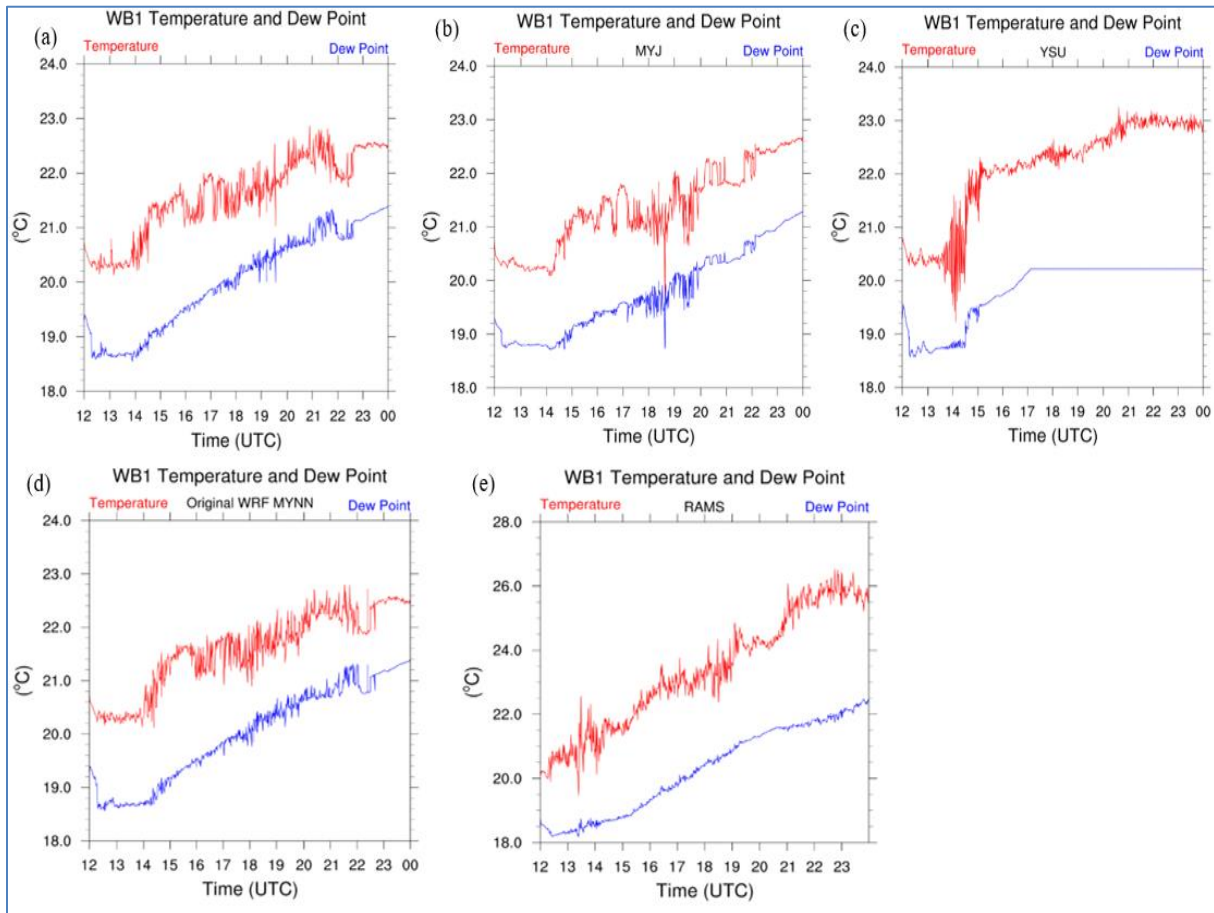 (a)
WB1 Temperature and Dew Point
Temperature Dew Point
24.0
23.0
22.0
21.0
20.0
19.0
18.0
(°C)
12 13 14 15 16 17 18 19 20 21 22 23 00
Time (UTC)
(b)
WB1 Temperature and Dew Point
Temperature MYJ Dew Point
24.0
23.0
22.0
21.0
20.0
19.0
18.0
(°C)
12 13 14 15 16 17 18 19 20 21 22 23 00
Time (UTC)
(c)
WB1 Temperature and Dew Point
Temperature YSU Dew Point
24.0
23.0
22.0
21.0
20.0
19.0
18.0
(°C)
12 13 14 15 16 17 18 19 20 21 22 23 00
Time (UTC)
(d)
WB1 Temperature and Dew Point
Temperature Original WRF MYNN Dew Point
24.0
23.0
22.0
21.0
20.0
19.0
18.0
(°C)
12 13 14 15 16 17 18 19 20 21 22 23 00
Time (UTC)
(e)
WB1 Temperature and Dew Point
Temperature RAMS Dew Point
28.0
26.0
24.0
22.0
20.0
18.0
(°C)
12 13 14 15 16 17 18 19 20 21 22 23
Time (UTC)